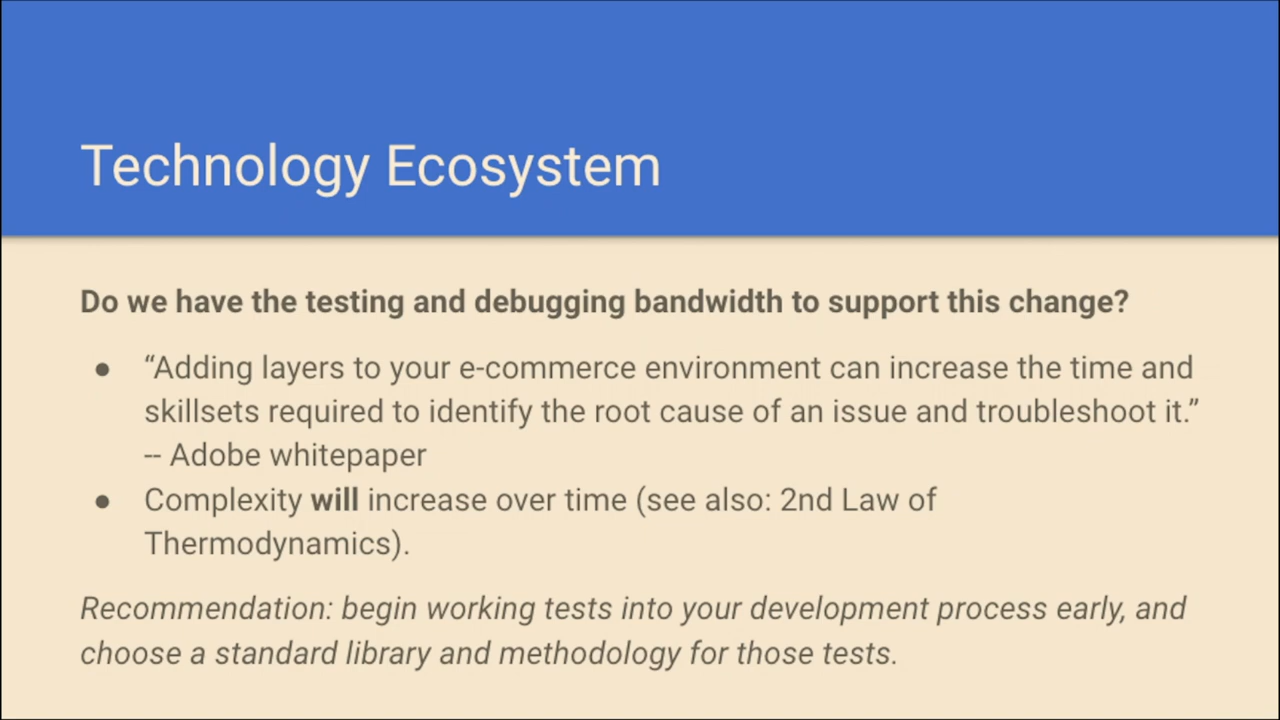 Technology Ecosystem
Do we have the testing and debugging bandwidth to support this change?
● “Adding layers to your e-commerce environment can increase the time and
skillsets required to identify the root cause of an issue and troubleshoot it.”
-- Adobe whitepaper
● Complexity will increase over time (see also: 2nd Law of
Thermodynamics).
Recommendation: begin working tests into your development process early, and
choose a standard library and methodology for those tests.